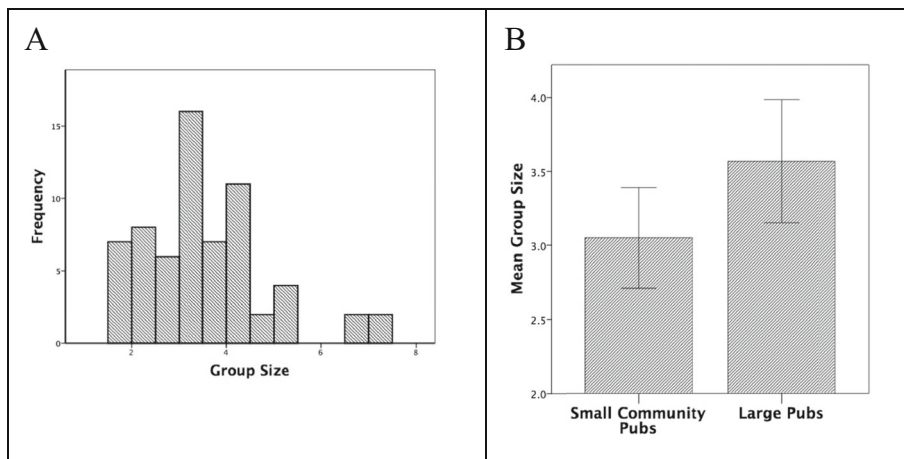 A
Frequency
15
10
5
0
2
4
6
8
Group Size
B
Mean Group Size
4.0
3.5
3.0
2.5
2.0
Small Community
Pubs
Large Pubs